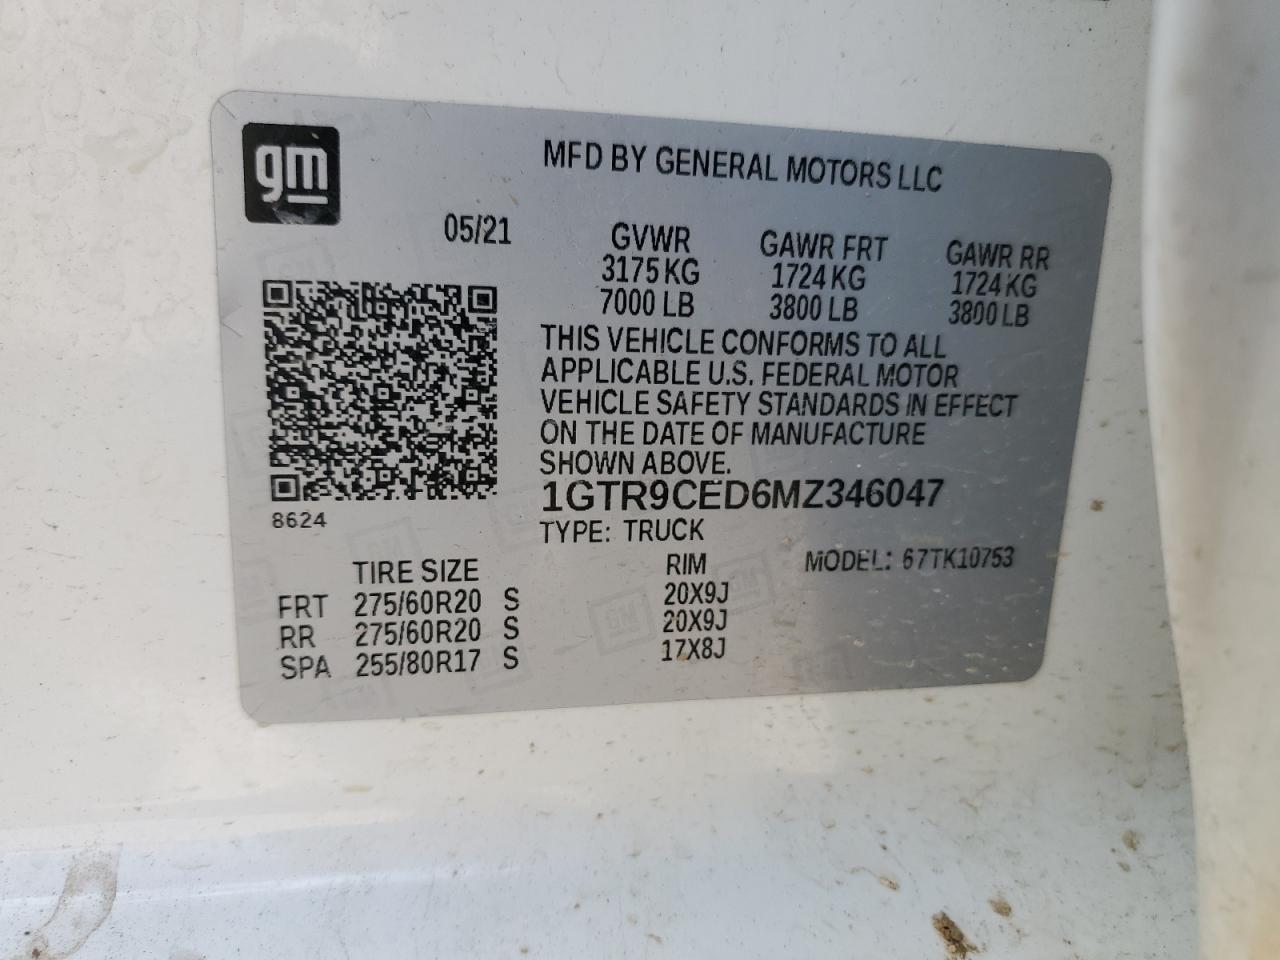 gm
MFD BY GENERAL MOTORS LLC
05/21
GVWR GAWR FRT GAWR RR
3175 KG 1724 KG 1724 KG
7000 LB 3800 LB 3800 LB
THIS VEHICLE CONFORMS TO ALL
APPLICABLE U.S. FEDERAL MOTOR
VEHICLE SAFETY STANDARDS IN EFFECT
ON THE DATE OF MANUFACTURE
SHOWN ABOVE.
1GTR9CED6MZ346047
8624
TYPE: TRUCK
TIRE SIZE RIM MODEL: 67TK10753
FRT 275/60R20 S 20X9J
RR 275/60R20 S 20X9J
SPA 255/80R17 S 17X8J
GM